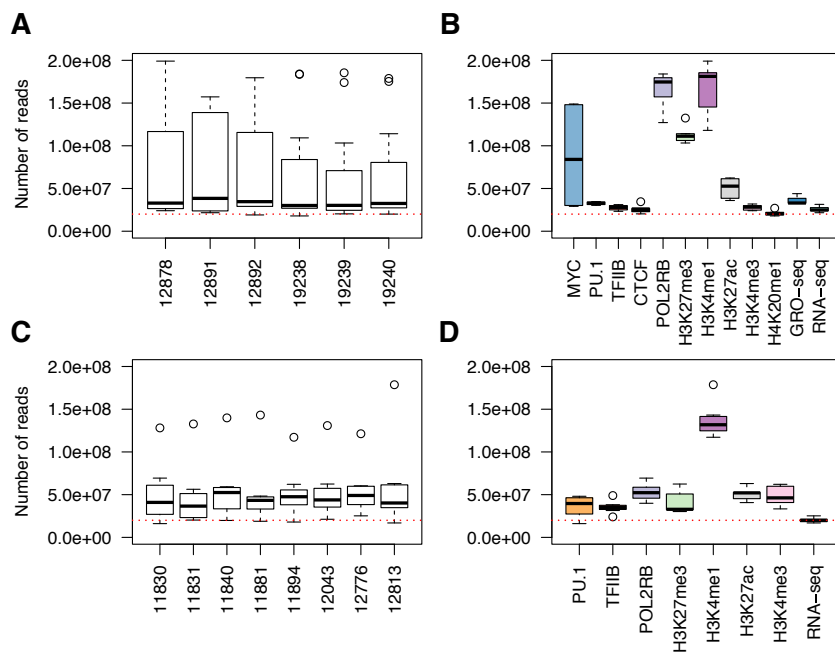 A
Number of reads
2.0e+08
1.5e+08
1.0e+08
5.0e+07
0.0e+00
12878
12891
12892
19238
19239
19240
B
2.0e+08
1.5e+08
1.0e+08
5.0e+07
0.0e+00
MYC
PU.1
TFIIB
CTCF
POL2RB
H3K27me3
H3K4me1
H3K27ac
H3K4me3
H4K20me1
GRO-seq
RNA-seq
C
Number of reads
2.0e+08
1.5e+08
1.0e+08
5.0e+07
0.0e+00
11830
11831
11840
11881
11894
12043
12776
12813
D
2.0e+08
1.5e+08
1.0e+08
5.0e+07
0.0e+00
PU.1
TFIIB
POL2RB
H3K27me3
H3K4me1
H3K27ac
H3K4me3
RNA-seq